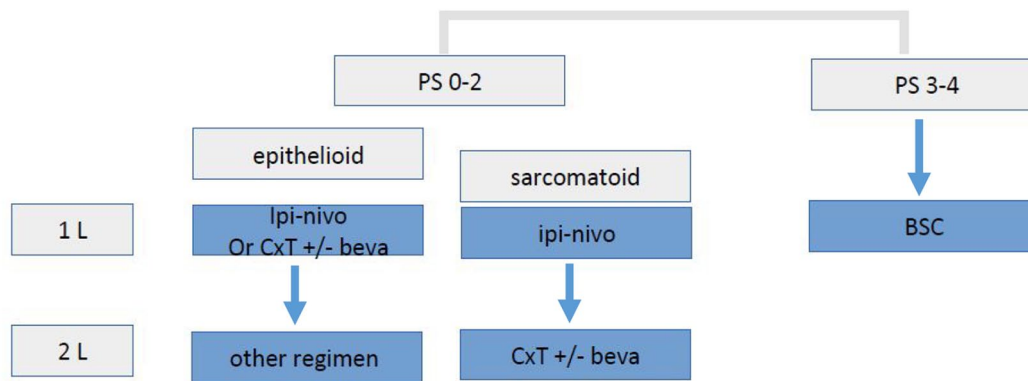 PS 0-2
PS 3-4
epithelioid
sarcomatoid
1 L
Ipi-nivo
Or CxT +/- beva
ipi-nivo
BSC
2 L
other regimen
CxT +/- beva